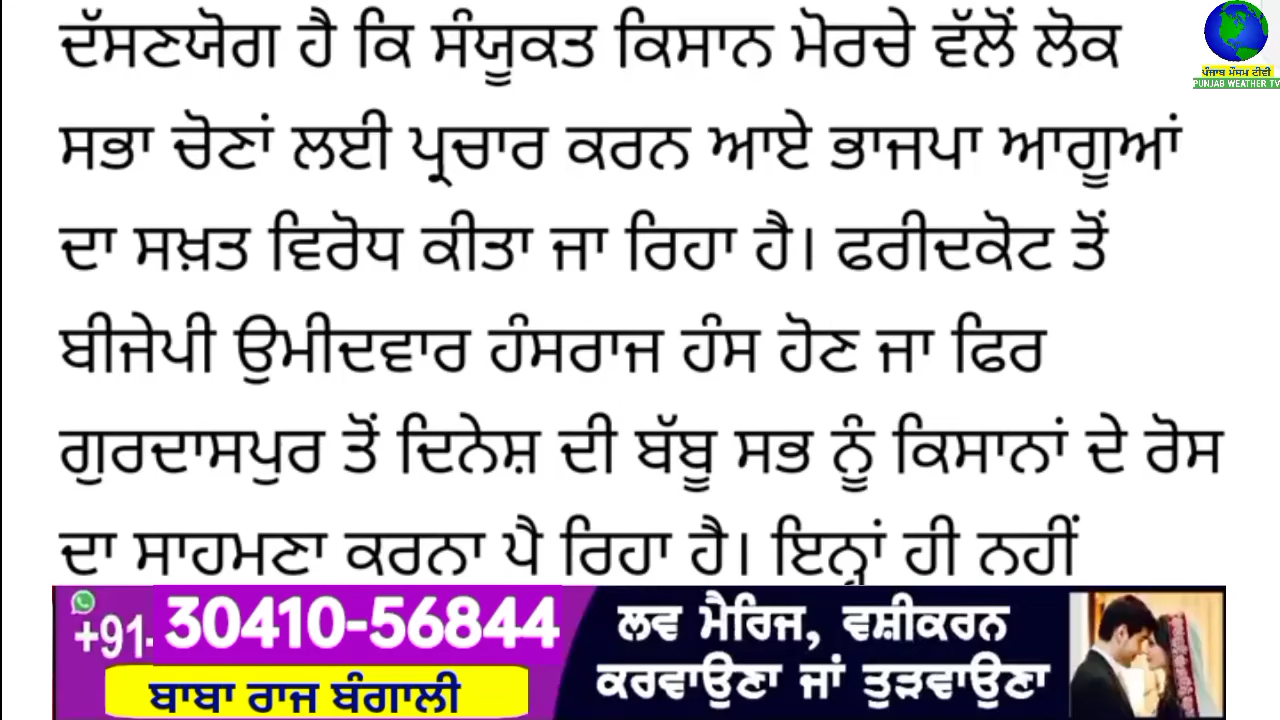 ਦੱਸਣਯੋਗ ਹੈ ਕਿ ਸੰਯੂਕਤ ਕਿਸਾਨ ਮੋਰਚੇ ਵੱਲੋਂ ਲੋਕ
ਸਭਾ ਚੋਣਾਂ ਲਈ ਪ੍ਰਚਾਰ ਕਰਨ ਆਏ ਭਾਜਪਾ ਆਗੂਆਂ
ਦਾ ਸਖ਼ਤ ਵਿਰੋਧ ਕੀਤਾ ਜਾ ਰਿਹਾ ਹੈ। ਫਰੀਦਕੋਟ ਤੋਂ
ਬੀਜੇਪੀ ਉਮੀਦਵਾਰ ਹੰਸਰਾਜ ਹੰਸ ਹੋਣ ਜਾ ਫਿਰ
ਗੁਰਦਾਸਪੁਰ ਤੋਂ ਦਿਨੇਸ਼ ਦੀ ਬੱਬੂ ਸਭ ਨੂੰ ਕਿਸਾਨਾਂ ਦੇ ਰੋਸ
ਦਾ ਸਾਹਮਣਾ ਕਰਨਾ ਪੈ ਰਿਹਾ ਹੈ। ਇਨ੍ਹਾਂ ਹੀ ਨਹੀਂ
ਪੰਜਾਬ ਮੌਸਮ ਟੀਵੀ
PUNJAB WEATHER TV
+91- 30410-56844
ਬਾਬਾ ਰਾਜ ਬੰਗਾਲੀ
ਲਵ ਮੈਰਿਜ, ਵਸ਼ੀਕਰਨ
ਕਰਵਾਉਣਾ ਜਾਂ ਤੁੜਵਾਉਣਾ